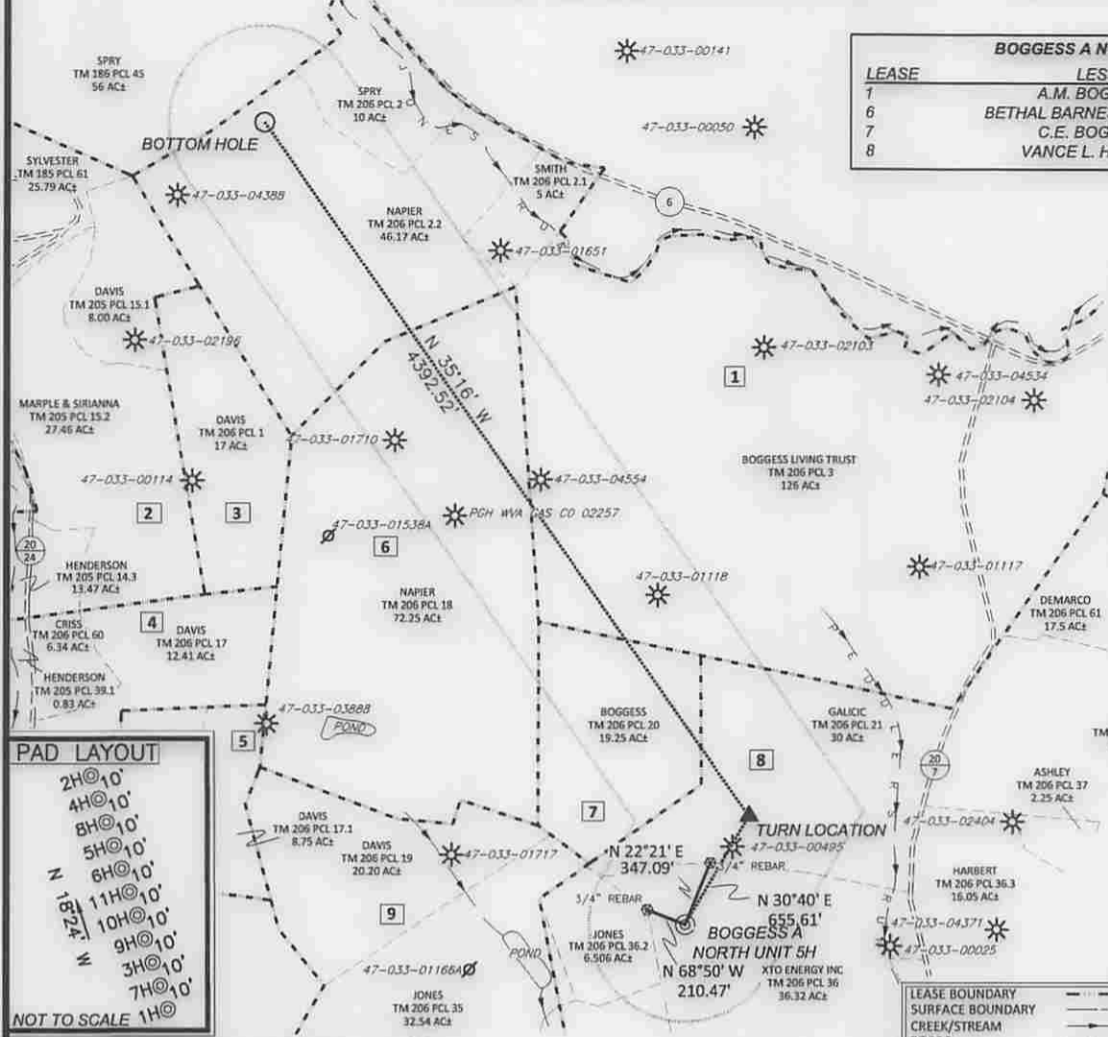 SPRY
TM 186 PCL 45
56 AC±
47-033-00141
BOGGESS A N
LEASE LES
1 A.M. BOG
6 BETHAL BARNE
7 C.E. BOG
8 VANCE L. H
SPRY
TM 206 PCL 2
10 AC±
BOTTOM HOLE
47-033-00050
SYLVESTER
TM 185 PCL 61
25.79 AC±
47-033-04388
SMITH
TM 206 PCL 2.1
5 AC±
6
NAPIER
TM 206 PCL 2.2
46.17 AC±
47-033-01651
DAVIS
TM 205 PCL 15.1
8.00 AC±
47-033-02196
N 35°16' W
4392.52'
47-033-02103
1
47-033-04534
47-033-02104
MARPLE & SIRIANNA
TM 205 PCL 15.2
27.46 AC±
DAVIS
TM 206 PCL 1
17 AC±
47-033-01710
BOGGESS LIVING TRUST
TM 206 PCL 3
126 AC±
47-033-00114
47-033-04554
2
3
PGH WVA GAS CO 02257
47-033-01538A
6
20
24
HENDERSON
TM 205 PCL 14.3
13.47 AC±
47-033-01118
47-033-01117
NAPIER
TM 206 PCL 18
72.25 AC±
DEMARCO
TM 206 PCL 61
17.5 AC±
CRISS
TM 206 PCL 60
6.34 AC±
4
DAVIS
TM 206 PCL 17
12.41 AC±
HENDERSON
TM 205 PCL 39.1
0.83 AC±
47-033-03888
POND
5
BOGGESS
TM 206 PCL 20
19.25 AC±
GALICIC
TM 206 PCL 21
30 AC±
8
20
7
TM
ASHLEY
TM 206 PCL 37
2.25 AC±
PAD LAYOUT
2H 10'
4H 10'
8H 10'
5H 10'
6H 10'
11H 10'
10H 10'
9H 10'
3H 10'
7H 10'
1H
N 18°24' W
NOT TO SCALE
DAVIS
TM 206 PCL 17.1
8.75 AC±
DAVIS
TM 206 PCL 19
20.20 AC±
47-033-01717
7
TURN LOCATION
47-033-00495
47-033-02404
N 22°21' E
347.09'
3/4" REBAR
3/4" REBAR
N 30°40' E
655.61'
HARBERT
TM 206 PCL 36.3
16.05 AC±
9
BOGGESS A
NORTH UNIT 5H
47-033-04371
47-033-00025
JONES
TM 206 PCL 36.2
6.506 AC±
N 68°50' W
210.47'
XTO ENERGY INC
TM 206 PCL 36
36.32 AC±
POND
47-033-01166A
JONES
TM 206 PCL 35
32.54 AC±
LEASE BOUNDARY
SURFACE BOUNDARY
CREEK/STREAM